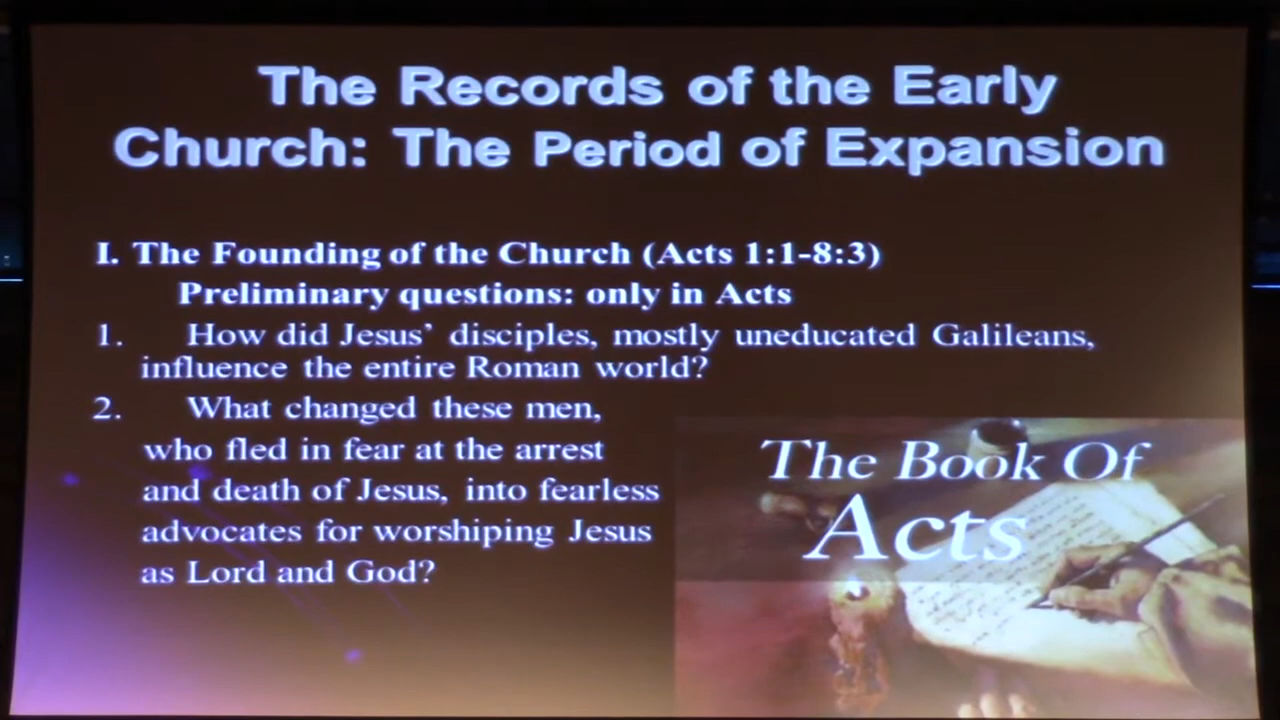 The Records of the Early
Church: The Period of Expansion
I. The Founding of the Church (Acts 1:1-8:3)
Preliminary questions: only in Acts
1. How did Jesus’ disciples, mostly uneducated Galileans,
influence the entire Roman world?
2. What changed these men,
who fled in fear at the arrest
and death of Jesus, into fearless
advocates for worshiping Jesus
as Lord and God?
The Book Of
Acts